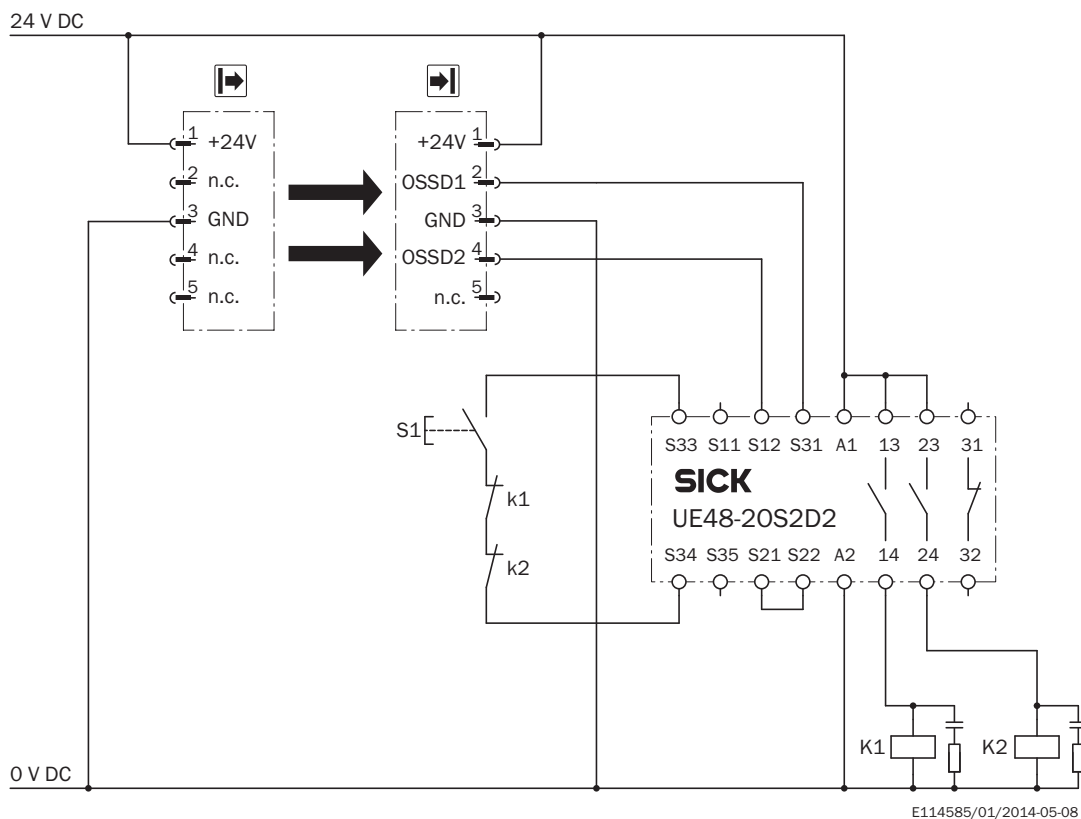 24 V DC
1 +24V
2 n.c.
3 GND
4 n.c.
5 n.c.
+24V 1
OSSD1 2
GND 3
OSSD2 4
n.c. 5
S1
k1
k2
S33 S11 S12 S31 A1 13 23 31
SICK
UE48-2OS2D2
S34 S35 S21 S22 A2 14 24 32
K1
K2
0 V DC
E114585/01/2014-05-08